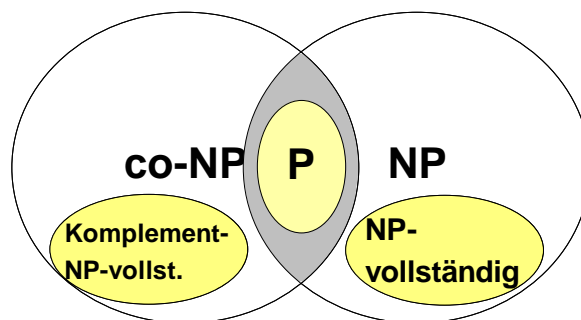 co-NP
P
NP
Komplement-
NP-vollst.
NP-
vollständig